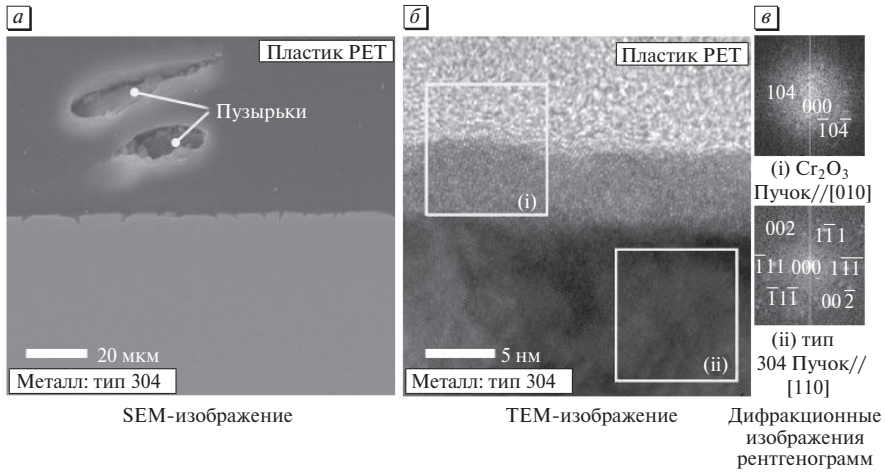 а
Пластик PET
Пузырьки
20 мкм
Металл: тип 304
SEM-изображение
б
Пластик PET
(i)
5 нм
(ii)
Металл: тип 304
TEM-изображение
в
104
000
1̅04̅
(i) Cr₂O₃
Пучок//[010]
002
11̅1
1̅11 000 11̅1̅
1̅11̅
002̅
(ii) тип
304 Пучок//
[110]
Дифракционные
изображения
рентгенограмм